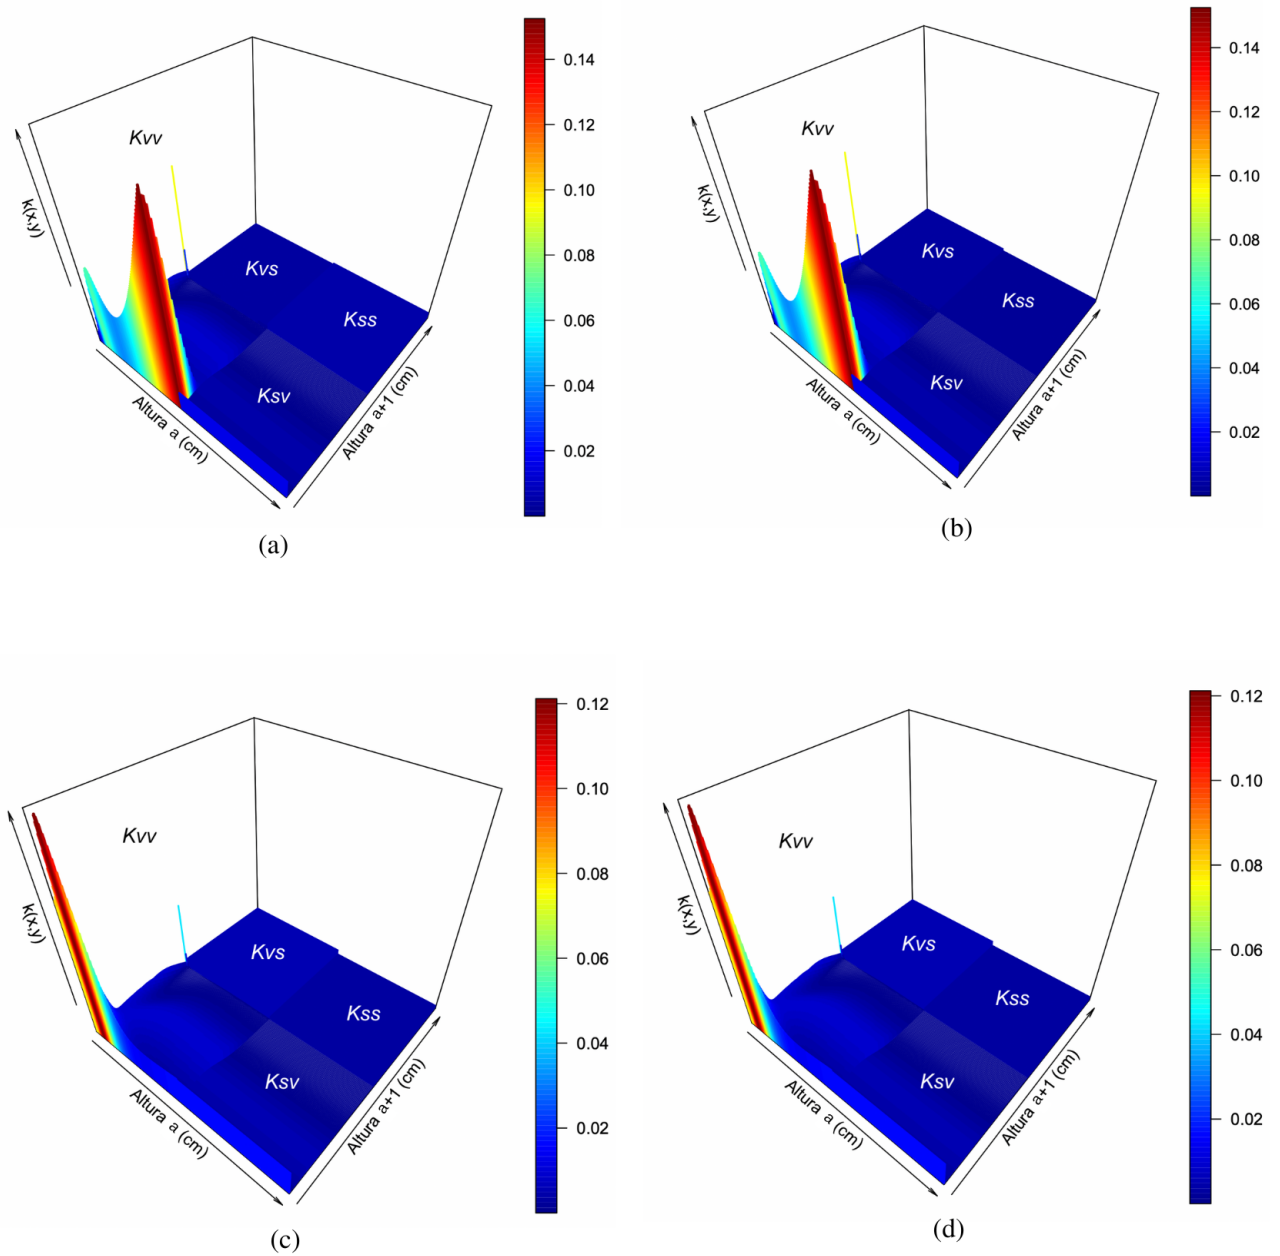 Kvv
Kvs
Kss
Ksv
k(x,y)
Altura a (cm)
Altura a+1 (cm)
0.14
0.12
0.10
0.08
0.06
0.04
0.02
(a)
Kvv
Kvs
Kss
Ksv
k(x,y)
Altura a (cm)
Altura a+1 (cm)
0.14
0.12
0.10
0.08
0.06
0.04
0.02
(b)
Kvv
Kvs
Kss
Ksv
k(x,y)
Altura a (cm)
Altura a+1 (cm)
0.12
0.10
0.08
0.06
0.04
0.02
(c)
Kvv
Kvs
Kss
Ksv
k(x,y)
Altura a (cm)
Altura a+1 (cm)
0.12
0.10
0.08
0.06
0.04
0.02
(d)